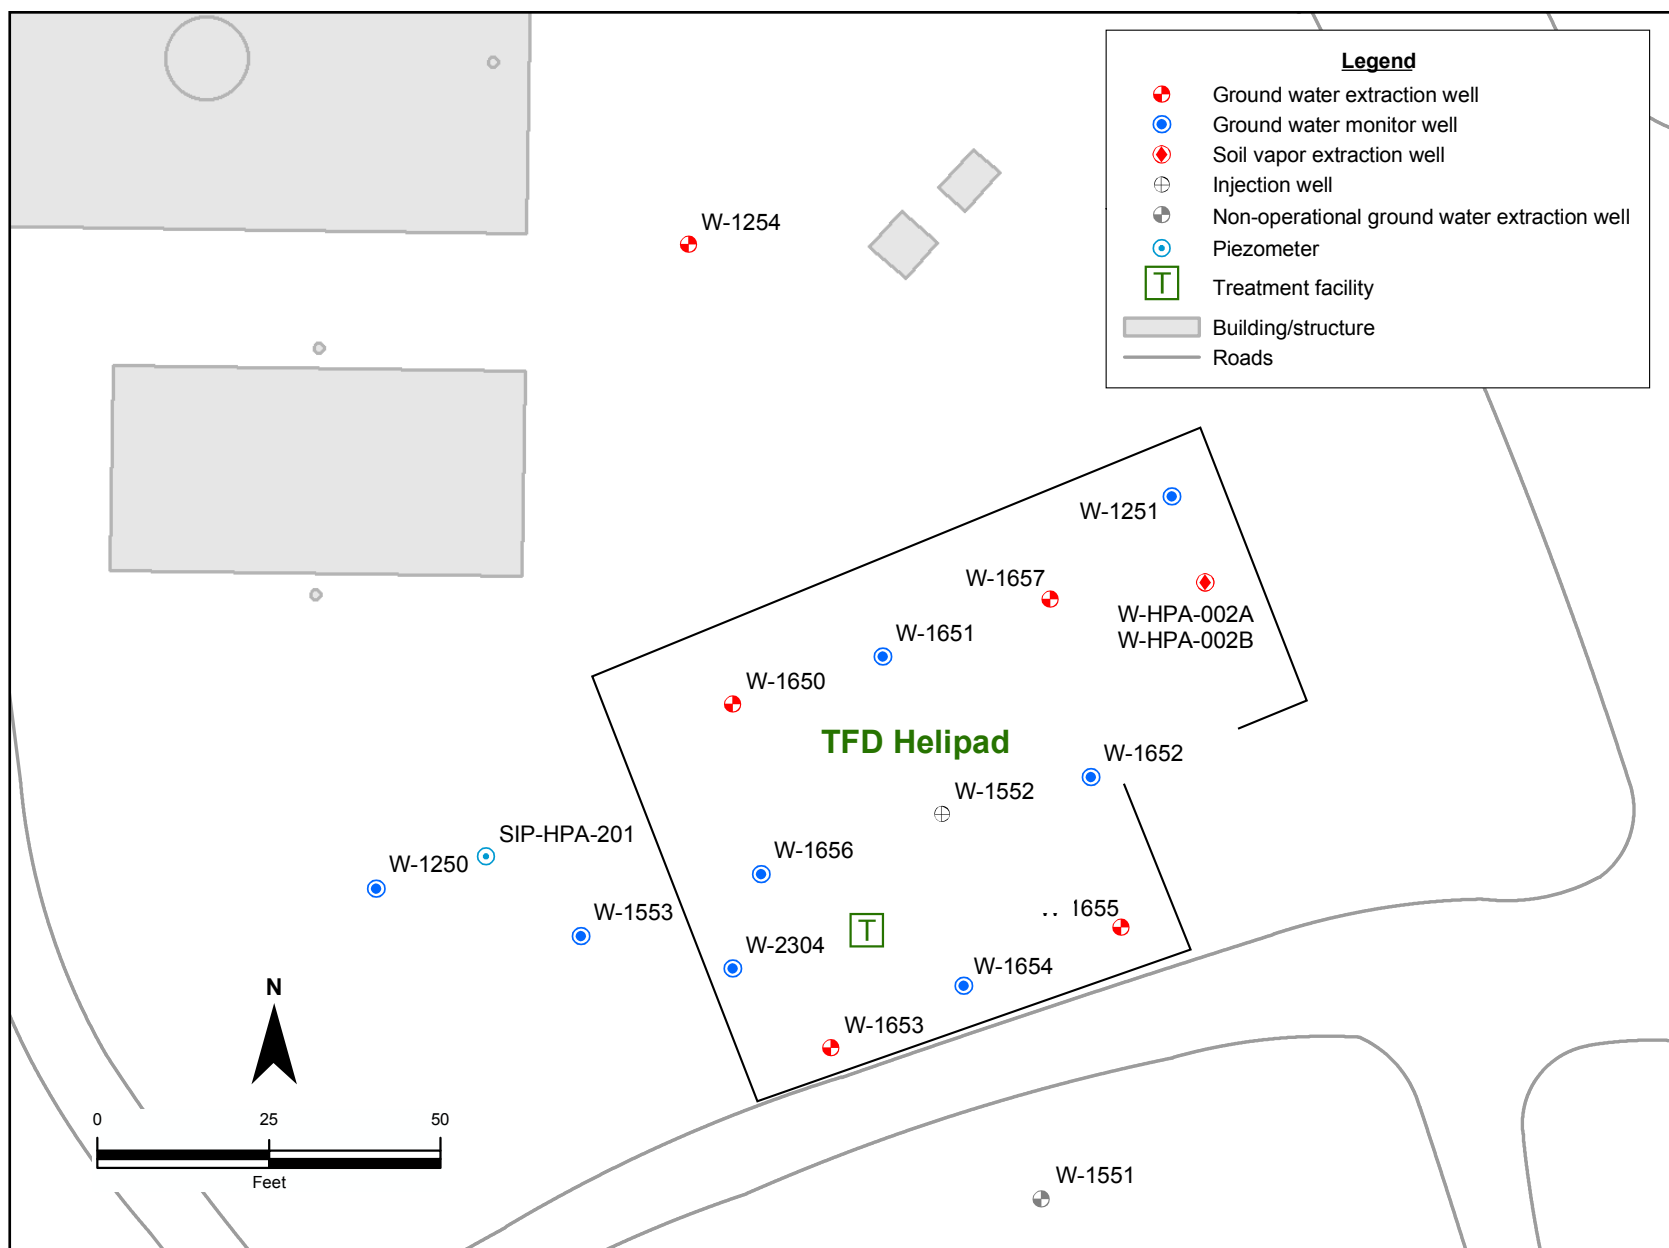 Legend
Ground water extraction well
Ground water monitor well
Soil vapor extraction well
Injection well
Non-operational ground water extraction well
Piezometer
T
Treatment facility
Building/structure
Roads
W-1254
W-1251
W-1657
W-HPA-002A
W-HPA-002B
W-1651
W-1650
TFD Helipad
W-1652
W-1552
SIP-HPA-201
W-1250
W-1656
W-1553
1655
T
W-2304
W-1654
N
W-1653
0 25 50
Feet
W-1551